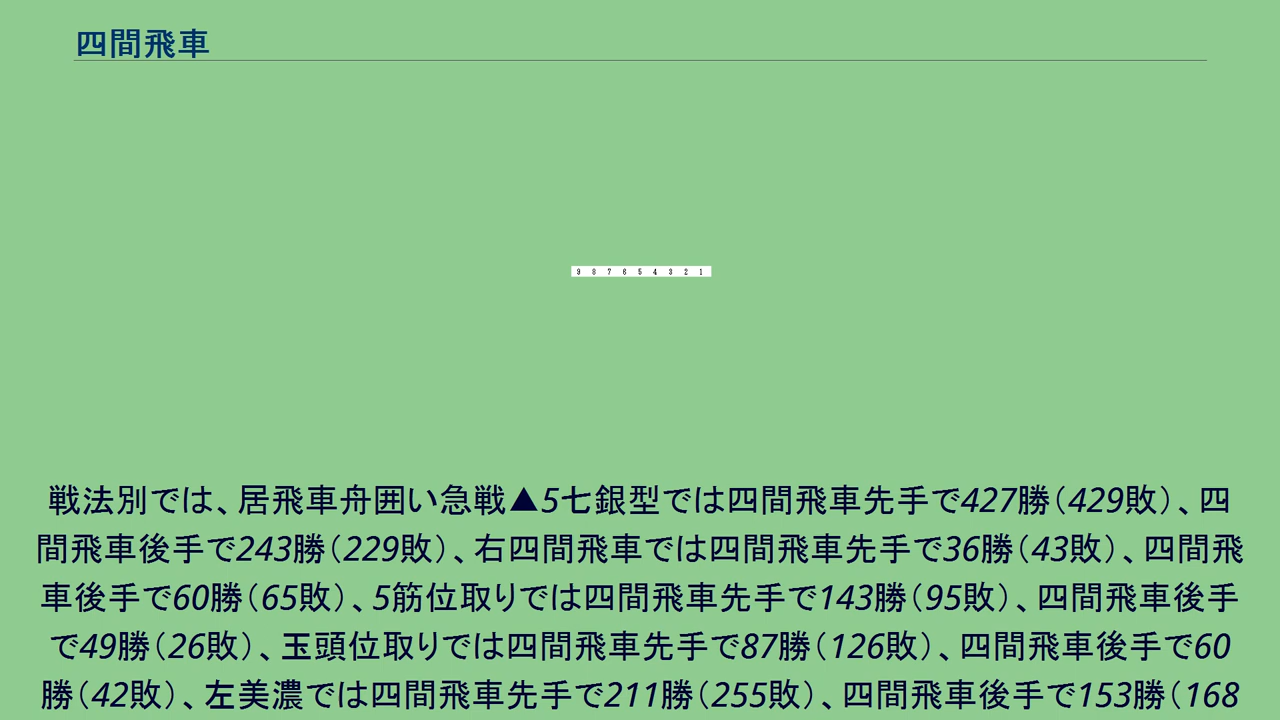 四間飛車
9 8 7 6 5 4 3 2 1
戦法別では、居飛車舟囲い急戦▲5七銀型では四間飛車先手で427勝（429敗）、四
間飛車後手で243勝（229敗）、右四間飛車では四間飛車先手で36勝（43敗）、四間飛
車後手で60勝（65敗）、5筋位取りでは四間飛車先手で143勝（95敗）、四間飛車後手
で49勝（26敗）、玉頭位取りでは四間飛車先手で87勝（126敗）、四間飛車後手で60
勝（42敗）、左美濃では四間飛車先手で211勝（255敗）、四間飛車後手で153勝（168